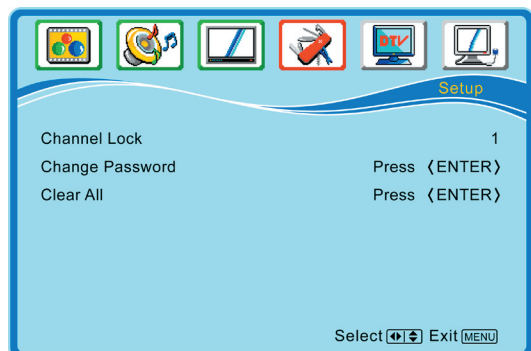 DTV
Setup
Channel Lock 1
Change Password Press 〈ENTER〉
Clear All Press 〈ENTER〉
Select Exit MENU